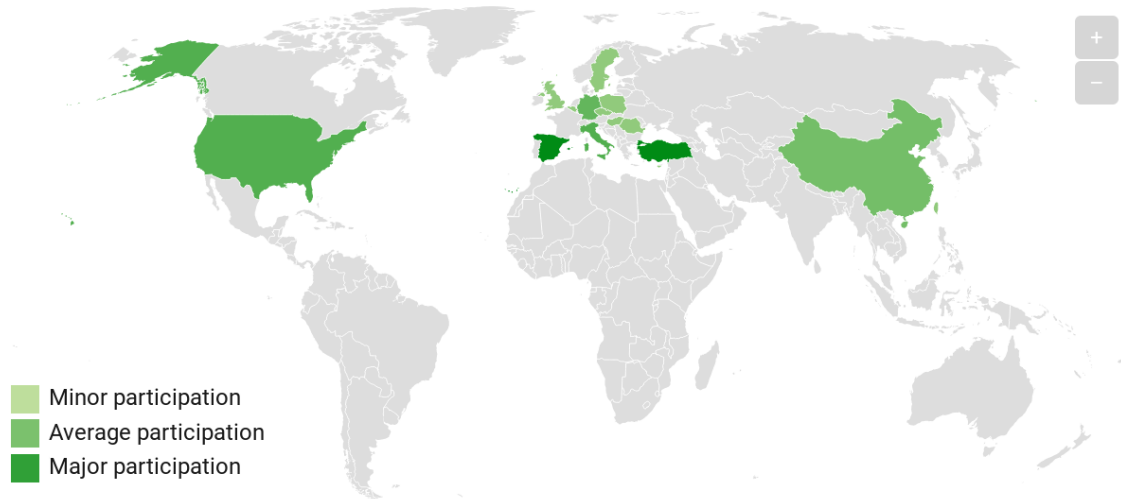 +
−
Minor participation
Average participation
Major participation